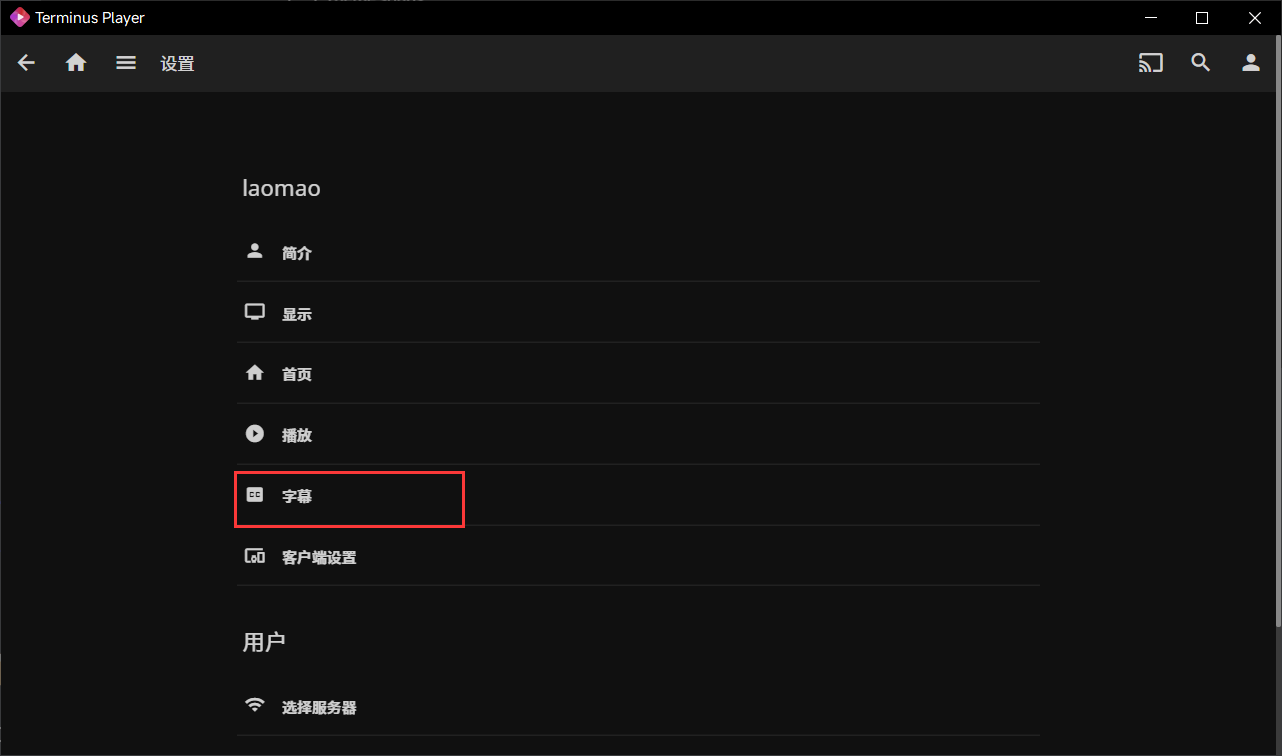 Terminus Player
设置
laomao
简介
显示
首页
播放
字幕
客户端设置
用户
选择服务器